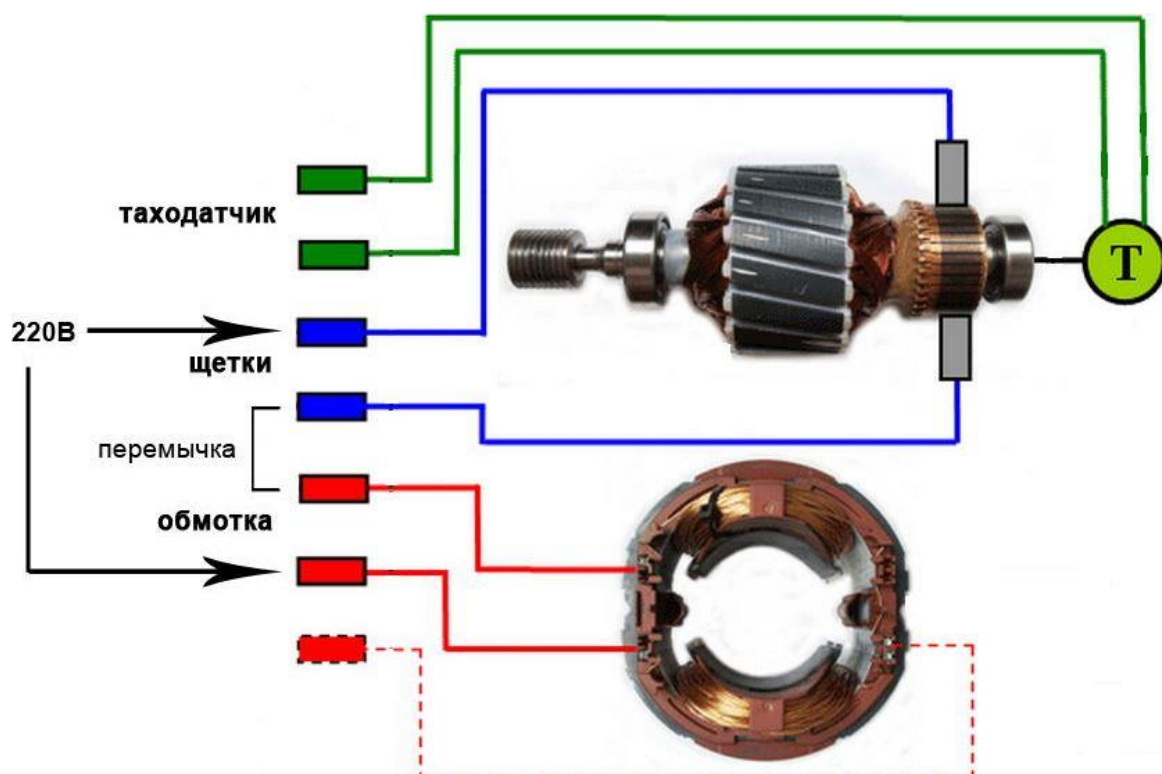 таходатчик
T
220В
щетки
перемычка
обмотка